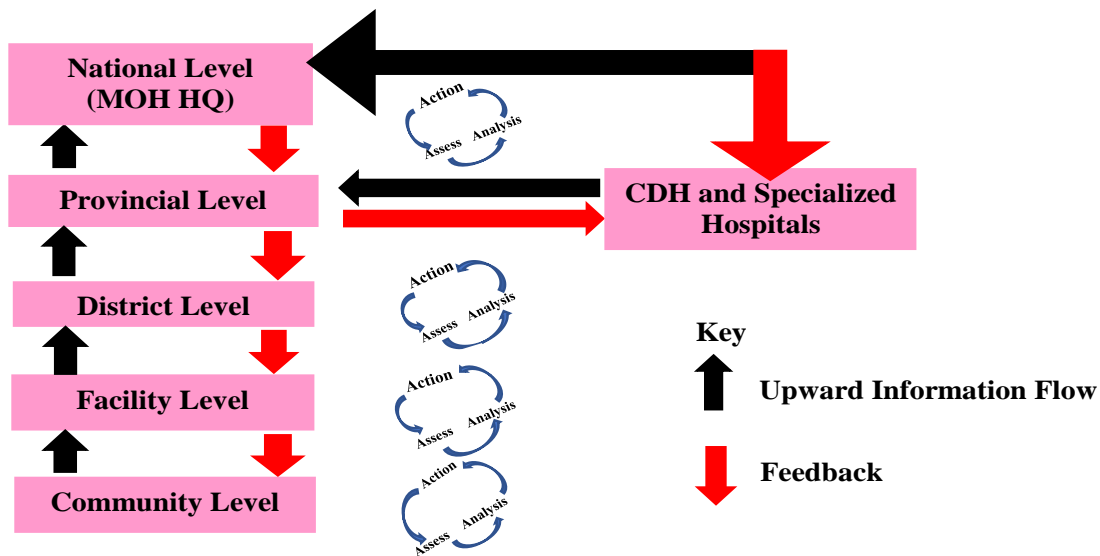 National Level
(MOH HQ)
Action
Analysis
Assess
Provincial Level
CDH and Specialized
Hospitals
Action
Analysis
Assess
District Level
Key
Upward Information Flow
Action
Analysis
Assess
Facility Level
Feedback
Action
Analysis
Assess
Community Level